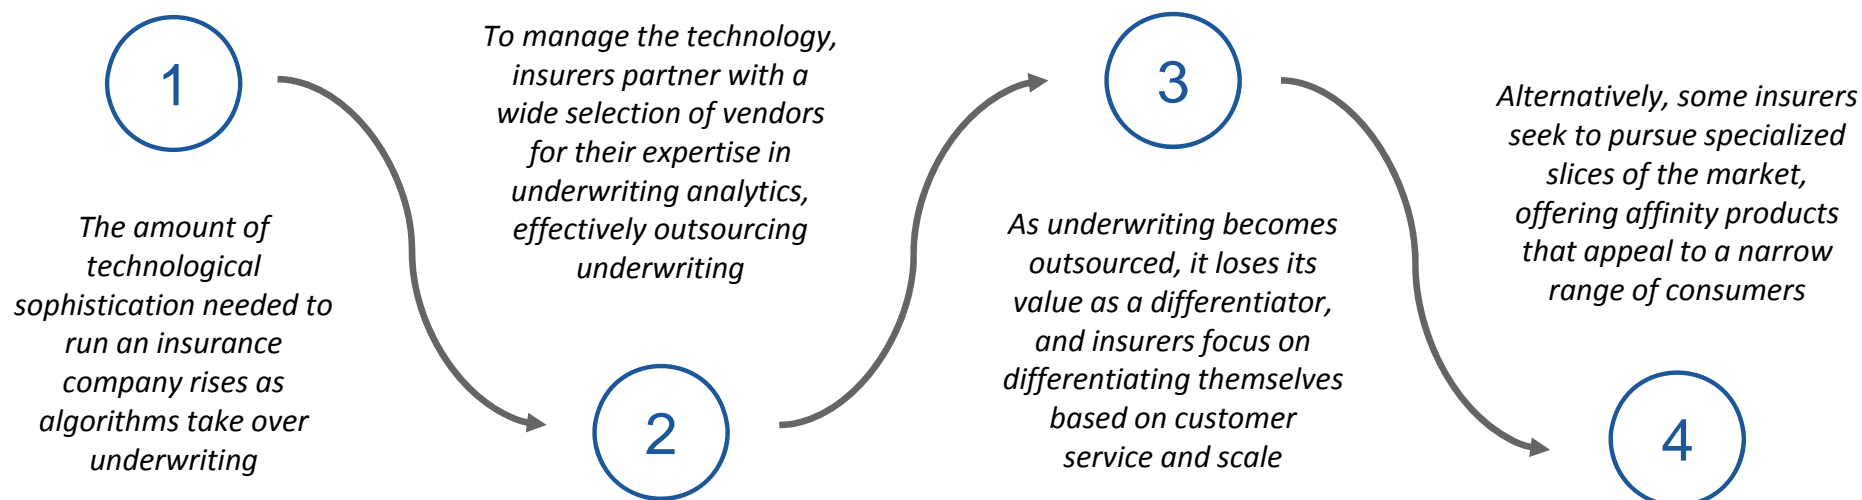 1
The amount of
technological
sophistication needed to
run an insurance
company rises as
algorithms take over
underwriting
To manage the technology,
insurers partner with a
wide selection of vendors
for their expertise in
underwriting analytics,
effectively outsourcing
underwriting
2
3
As underwriting becomes
outsourced, it loses its
value as a differentiator,
and insurers focus on
differentiating themselves
based on customer
service and scale
Alternatively, some insurers
seek to pursue specialized
slices of the market,
offering affinity products
that appeal to a narrow
range of consumers
4